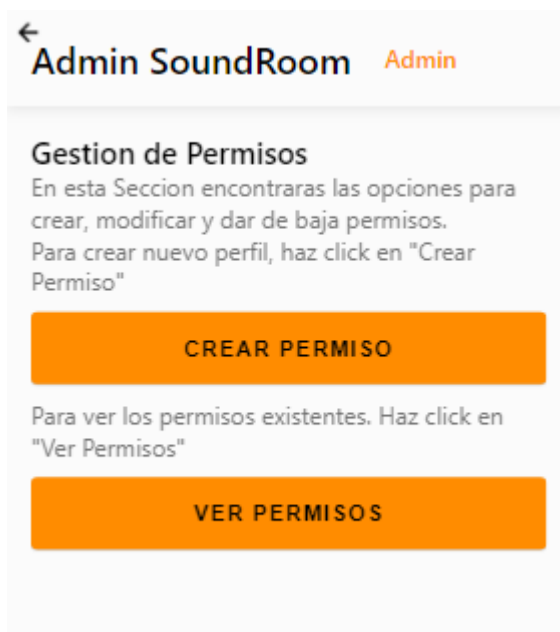 Admin SoundRoom Admin
Gestion de Permisos
En esta Seccion encontraras las opciones para
crear, modificar y dar de baja permisos.
Para crear nuevo perfil, haz click en "Crear
Permiso"
CREAR PERMISO
Para ver los permisos existentes. Haz click en
"Ver Permisos"
VER PERMISOS